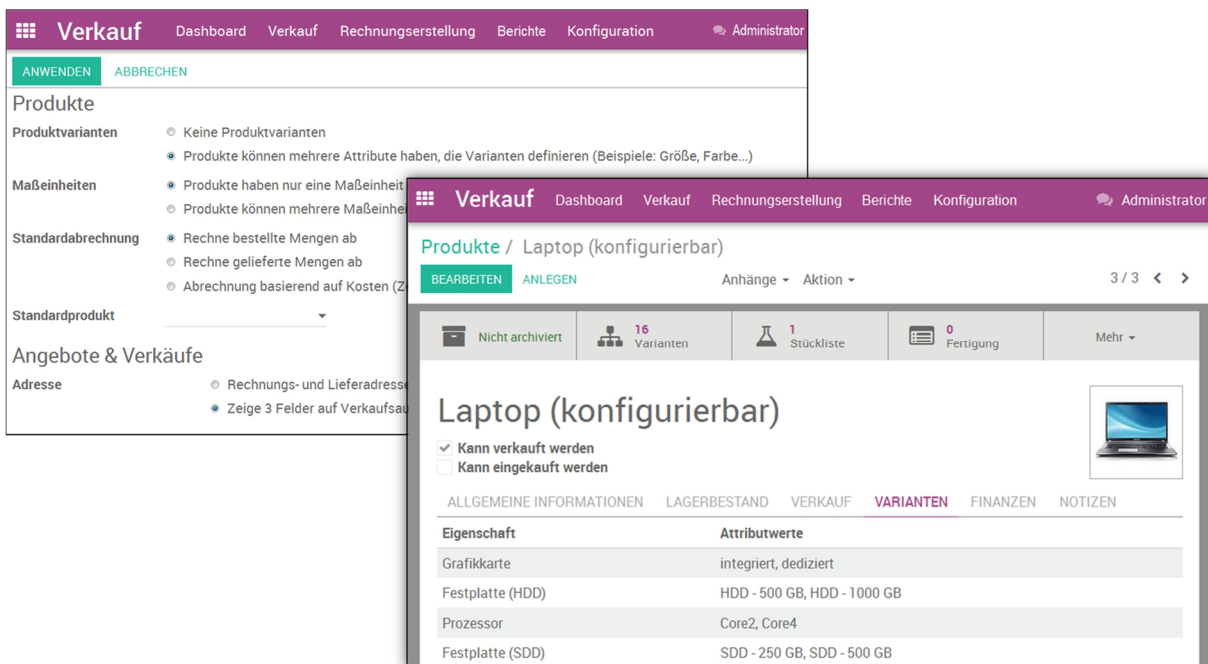 Verkauf Dashboard Verkauf Rechnungserstellung Berichte Konfiguration Administrator
ANWENDEN ABBRECHEN
Produkte
Produktvarianten Keine Produktvarianten
Produkte können mehrere Attribute haben, die Varianten definieren (Beispiele: Größe, Farbe...)
Maßeinheiten Produkte haben nur eine Maßeinheit
Produkte können mehrere
Standardabrechnung Rechne bestellte Mengen ab
Rechne gelieferte Mengen ab
Abrechnung basierend auf Kosten
Standardprodukt
Angebote & Verkäufe
Adresse Rechnungs- und Lieferadresse
Zeige 3 Felder auf
Verkauf Dashboard Verkauf Rechnungserstellung Berichte Konfiguration Administrator
Produkte / Laptop (konfigurierbar)
BEARBEITEN ANLEGEN Anhänge Aktion 3 / 3
Nicht archiviert 16 Varianten 1 Stückliste 0 Fertigung Mehr
Laptop (konfigurierbar)
Kann verkauft werden
Kann eingekauft werden
ALLGEMEINE INFORMATIONEN LAGERBESTAND VERKAUF VARIANTEN FINANZEN NOTIZEN
Eigenschaft Attributwerte
Grafikkarte integriert, dediziert
Festplatte (HDD) HDD - 500 GB, HDD - 1000 GB
Prozessor Core2, Core4
Festplatte (SDD) SDD - 250 GB, SDD - 500 GB